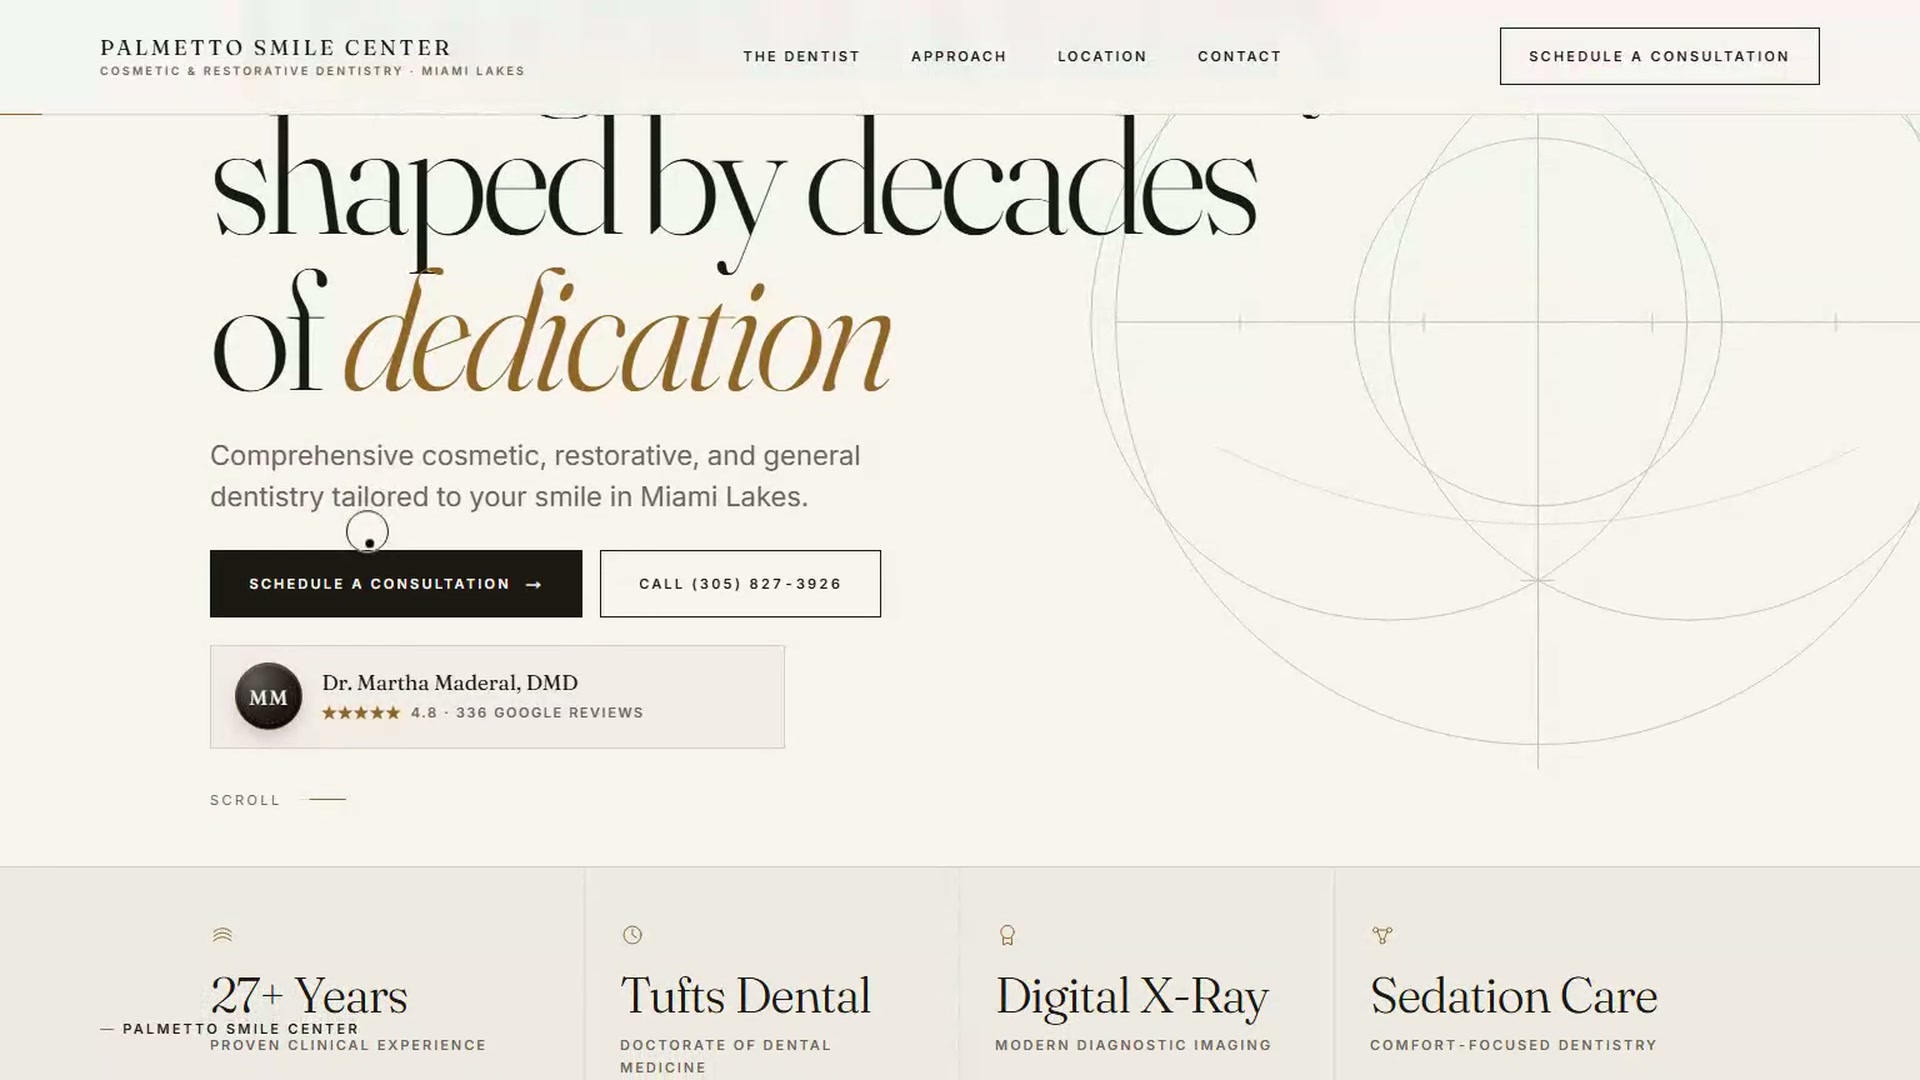 PALMETTO SMILE CENTER
COSMETIC & RESTORATIVE DENTISTRY · MIAMI LAKES
THE DENTIST
APPROACH
LOCATION
CONTACT
SCHEDULE A CONSULTATION
shaped by decades
of dedication
Comprehensive cosmetic, restorative, and general
dentistry tailored to your smile in Miami Lakes.
SCHEDULE A CONSULTATION →
CALL (305) 827-3926
MM
Dr. Martha Maderal, DMD
★★★★★ 4.8 · 336 GOOGLE REVIEWS
SCROLL
27+ Years
PROVEN CLINICAL EXPERIENCE
Tufts Dental
DOCTORATE OF DENTAL
MEDICINE
Digital X-Ray
MODERN DIAGNOSTIC IMAGING
Sedation Care
COMFORT-FOCUSED DENTISTRY
— PALMETTO SMILE CENTER